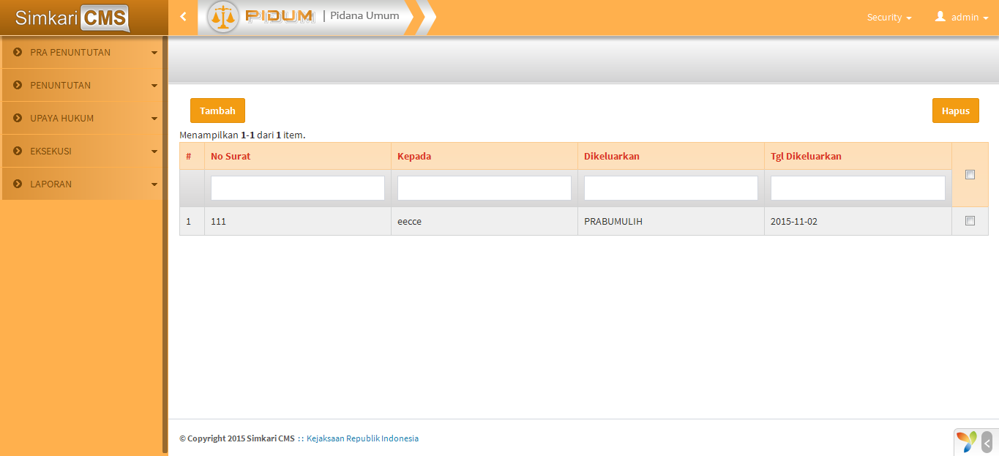 Simkari CMS
PIDUM | Pidana Umum
Security
admin
PRA PENUNTUTAN
PENUNTUTAN
UPAYA HUKUM
EKSEKUSI
LAPORAN
Tambah
Hapus
Menampilkan 1-1 dari 1 item.
# No Surat Kepada Dikeluarkan Tgl Dikeluarkan
1 111 eecce PRABUMULIH 2015-11-02
© Copyright 2015 Simkari CMS :: Kejaksaan Republik Indonesia